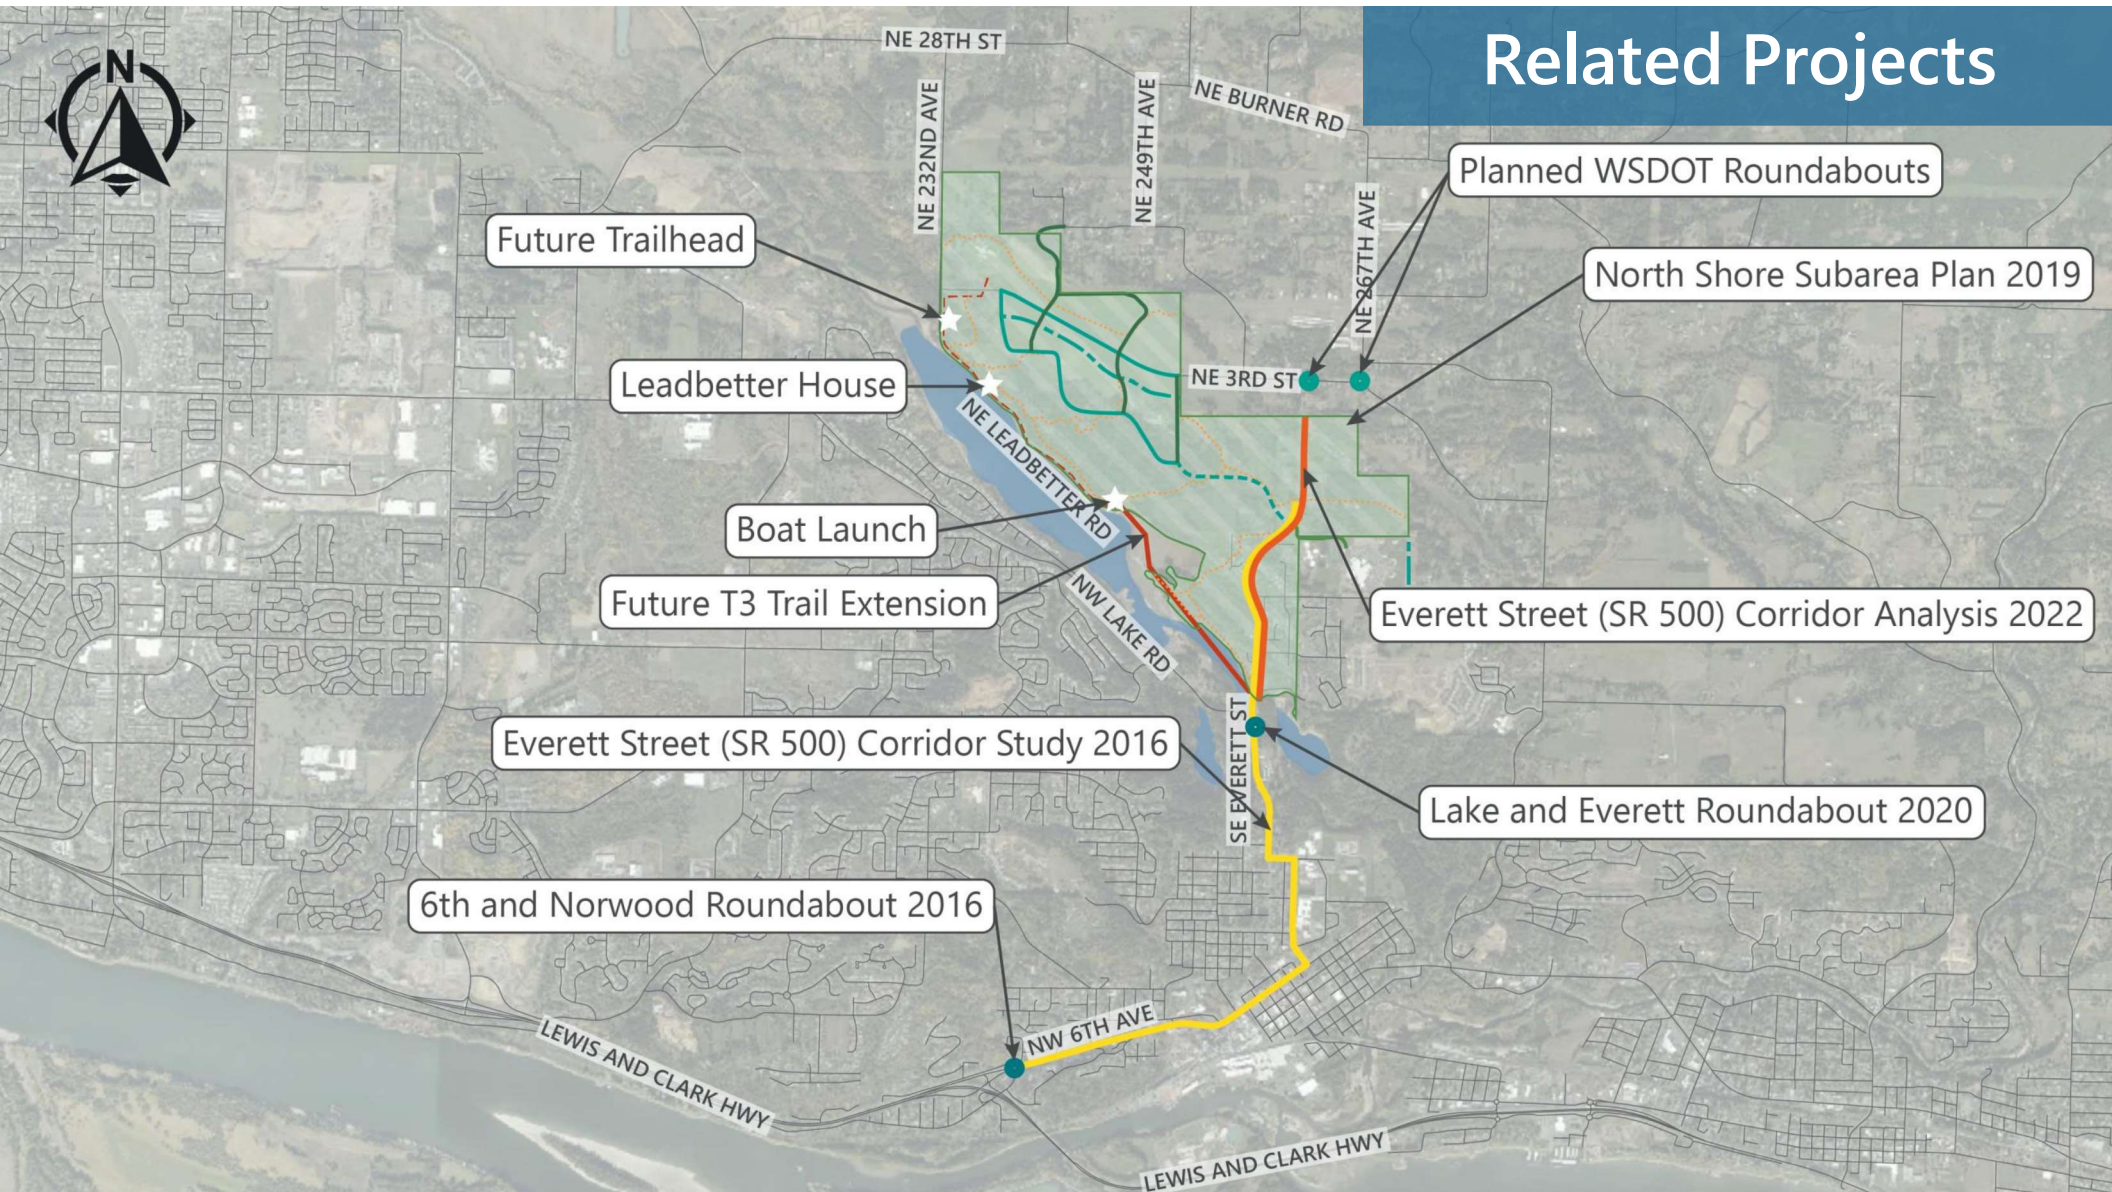 Related Projects
N
NE 28TH ST
NE 232ND AVE
NE 249TH AVE
NE BURNER RD
Planned WSDOT Roundabouts
NE 267TH AVE
Future Trailhead
North Shore Subarea Plan 2019
Leadbetter House
NE 3RD ST
NE LEADBETTER RD
Boat Launch
Future T3 Trail Extension
NW LAKE RD
Everett Street (SR 500) Corridor Analysis 2022
Everett Street (SR 500) Corridor Study 2016
SE EVERETT ST
Lake and Everett Roundabout 2020
6th and Norwood Roundabout 2016
NW 6TH AVE
LEWIS AND CLARK HWY
LEWIS AND CLARK HWY